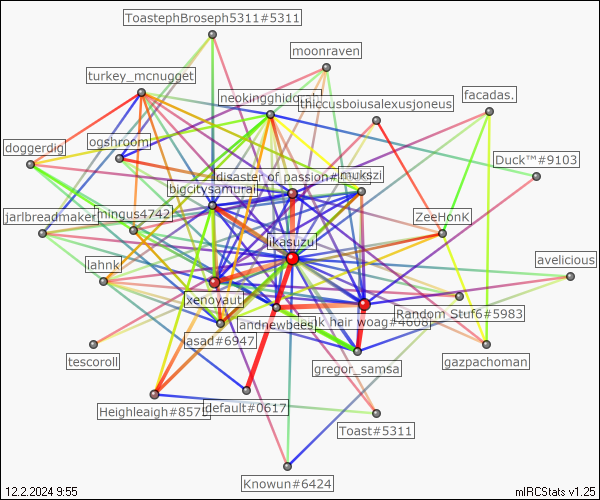 ToastephBroseph5311#5311
moonraven
turkey_mcnugget
facadas.
neokingghido
thiccusboiusalexusjoneus
ogshroom
doggerdig
Duck™#9103
disaster of passion#
mukszi
bigcitysamurai
jarlbreadmaker
mingus4742
ZeeHonK
ikasuzu
lahnk
avelicious
xenoyaut
Random Stuf6#5983
andnewbees
k hair woag#4608
asad#6947
gazpachoman
tescoroll
gregor_samsa
Heighleaigh#857
default#0617
Toast#5311
Knowun#6424
12.2.2024 9:55
mIRCStats v1.25